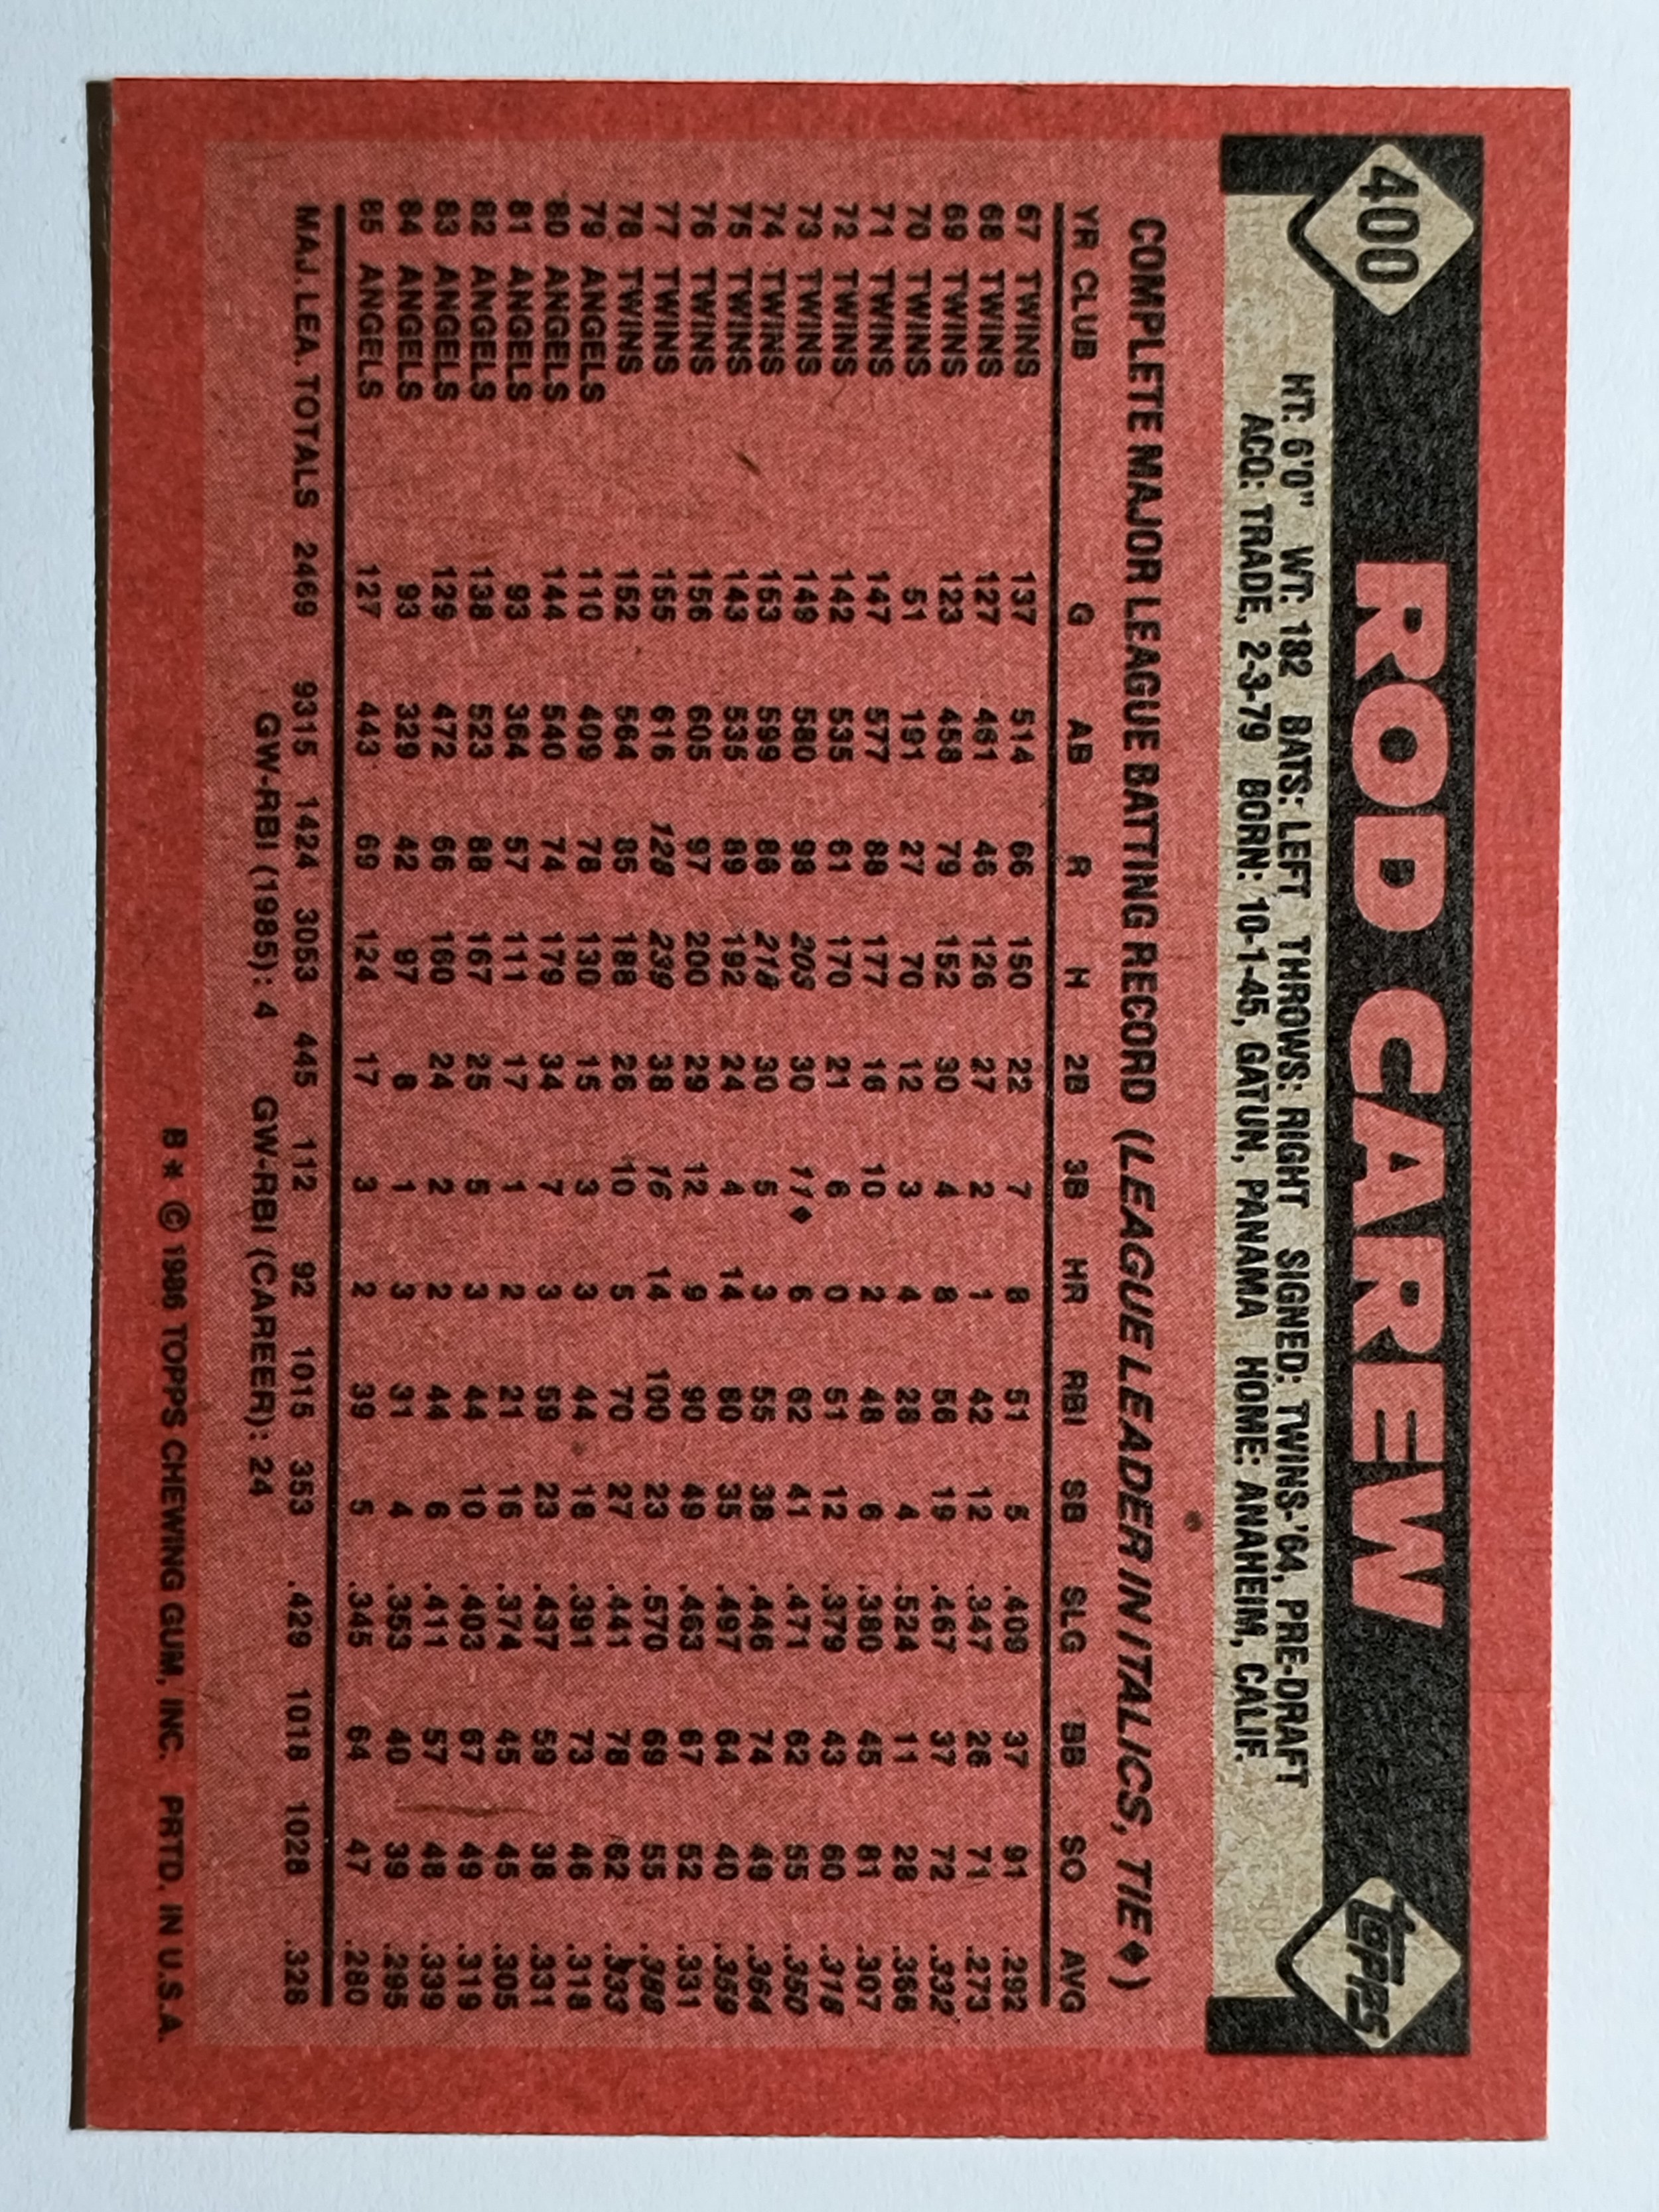 400 ROD CAREW topps
HT: 6'0" WT: 182 BATS: LEFT THROWS: RIGHT SIGNED: TWINS-'64, PRE-DRAFT
ACQ: TRADE, 2-3-79 BORN: 10-1-45, GATUN, PANAMA HOME: ANAHEIM, CALIF.
COMPLETE MAJOR LEAGUE BATTING RECORD (LEAGUE LEADER IN ITALICS, TIE♦)
YR CLUB G AB R H 2B 3B HR RBI SB SLG BB SO AVG
67 TWINS 137 514 66 150 22 7 8 51 5 .409 37 91 .292
68 TWINS 127 461 46 126 27 2 1 42 12 .347 26 71 .273
69 TWINS 123 458 79 152 30 4 8 56 19 .467 37 72 .332
70 TWINS 51 191 27 70 12 3 4 28 4 .524 11 28 .366
71 TWINS 147 577 88 177 16 10 2 48 6 .380 45 81 .307
72 TWINS 142 535 61 170 21 6 0 51 12 .379 43 60 .318
73 TWINS 149 580 98 203 30 11♦ 6 62 41 .471 62 55 .350
74 TWINS 153 599 86 218 30 5 3 55 38 .446 74 49 .364
75 TWINS 143 535 89 192 24 4 14 80 35 .497 64 40 .359
76 TWINS 156 605 97 200 29 12 9 90 49 .463 67 52 .331
77 TWINS 155 616 128 239 38 16 14 100 23 .570 69 55 .388
78 TWINS 152 564 85 188 26 10 5 70 27 .441 78 62 .333
79 ANGELS 110 409 78 130 15 3 3 44 18 .391 73 46 .318
80 ANGELS 144 540 74 179 34 7 3 59 23 .437 59 38 .331
81 ANGELS 93 364 57 111 17 1 2 21 16 .374 45 45 .305
82 ANGELS 138 523 88 167 25 5 3 44 10 .403 67 49 .319
83 ANGELS 129 472 66 160 24 2 2 44 6 .411 57 48 .339
84 ANGELS 93 329 42 97 8 1 3 31 4 .353 40 39 .295
85 ANGELS 127 443 69 124 17 3 2 39 5 .345 64 47 .280
MAJ. LEA. TOTALS 2469 9315 1424 3053 445 112 92 1015 353 .429 1018 1028 .328
GW-RBI (1985): 4 GW-RBI (CAREER): 24
B * © 1986 TOPPS CHEWING GUM, INC. PRTD. IN U.S.A.